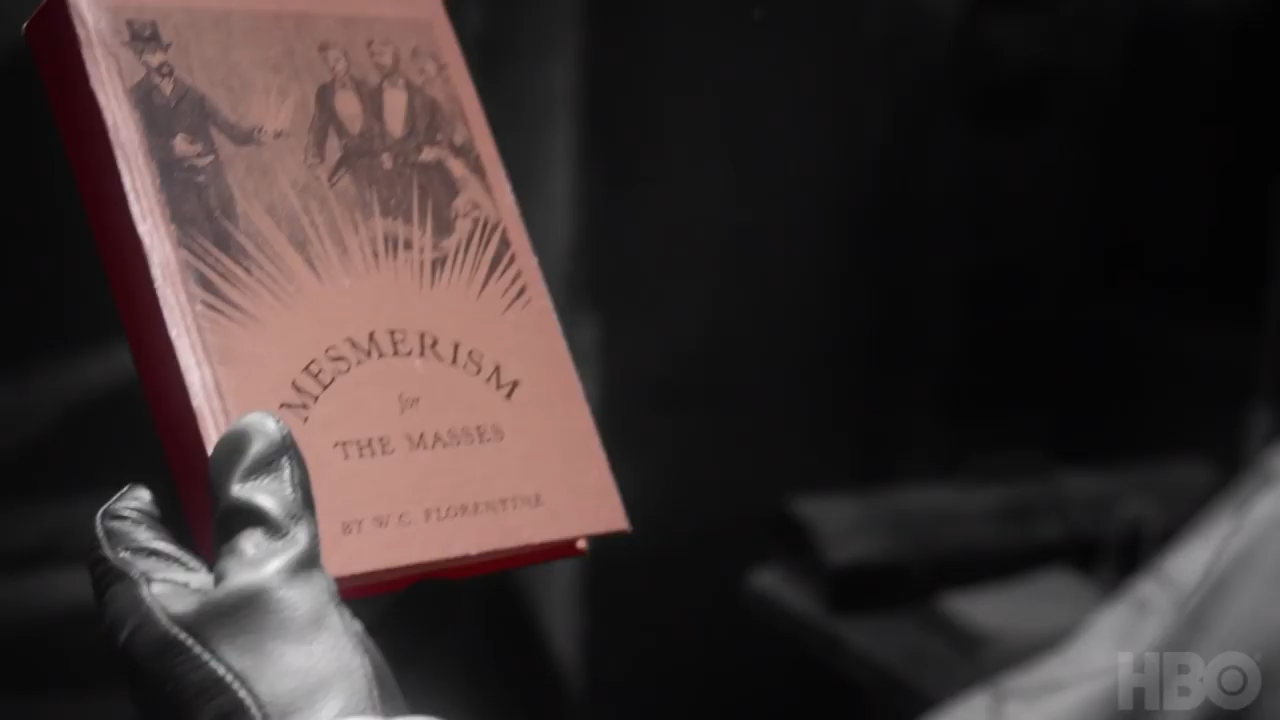 MESMERISM
for
THE MASSES
BY W. C. FLORENTINE
HBO